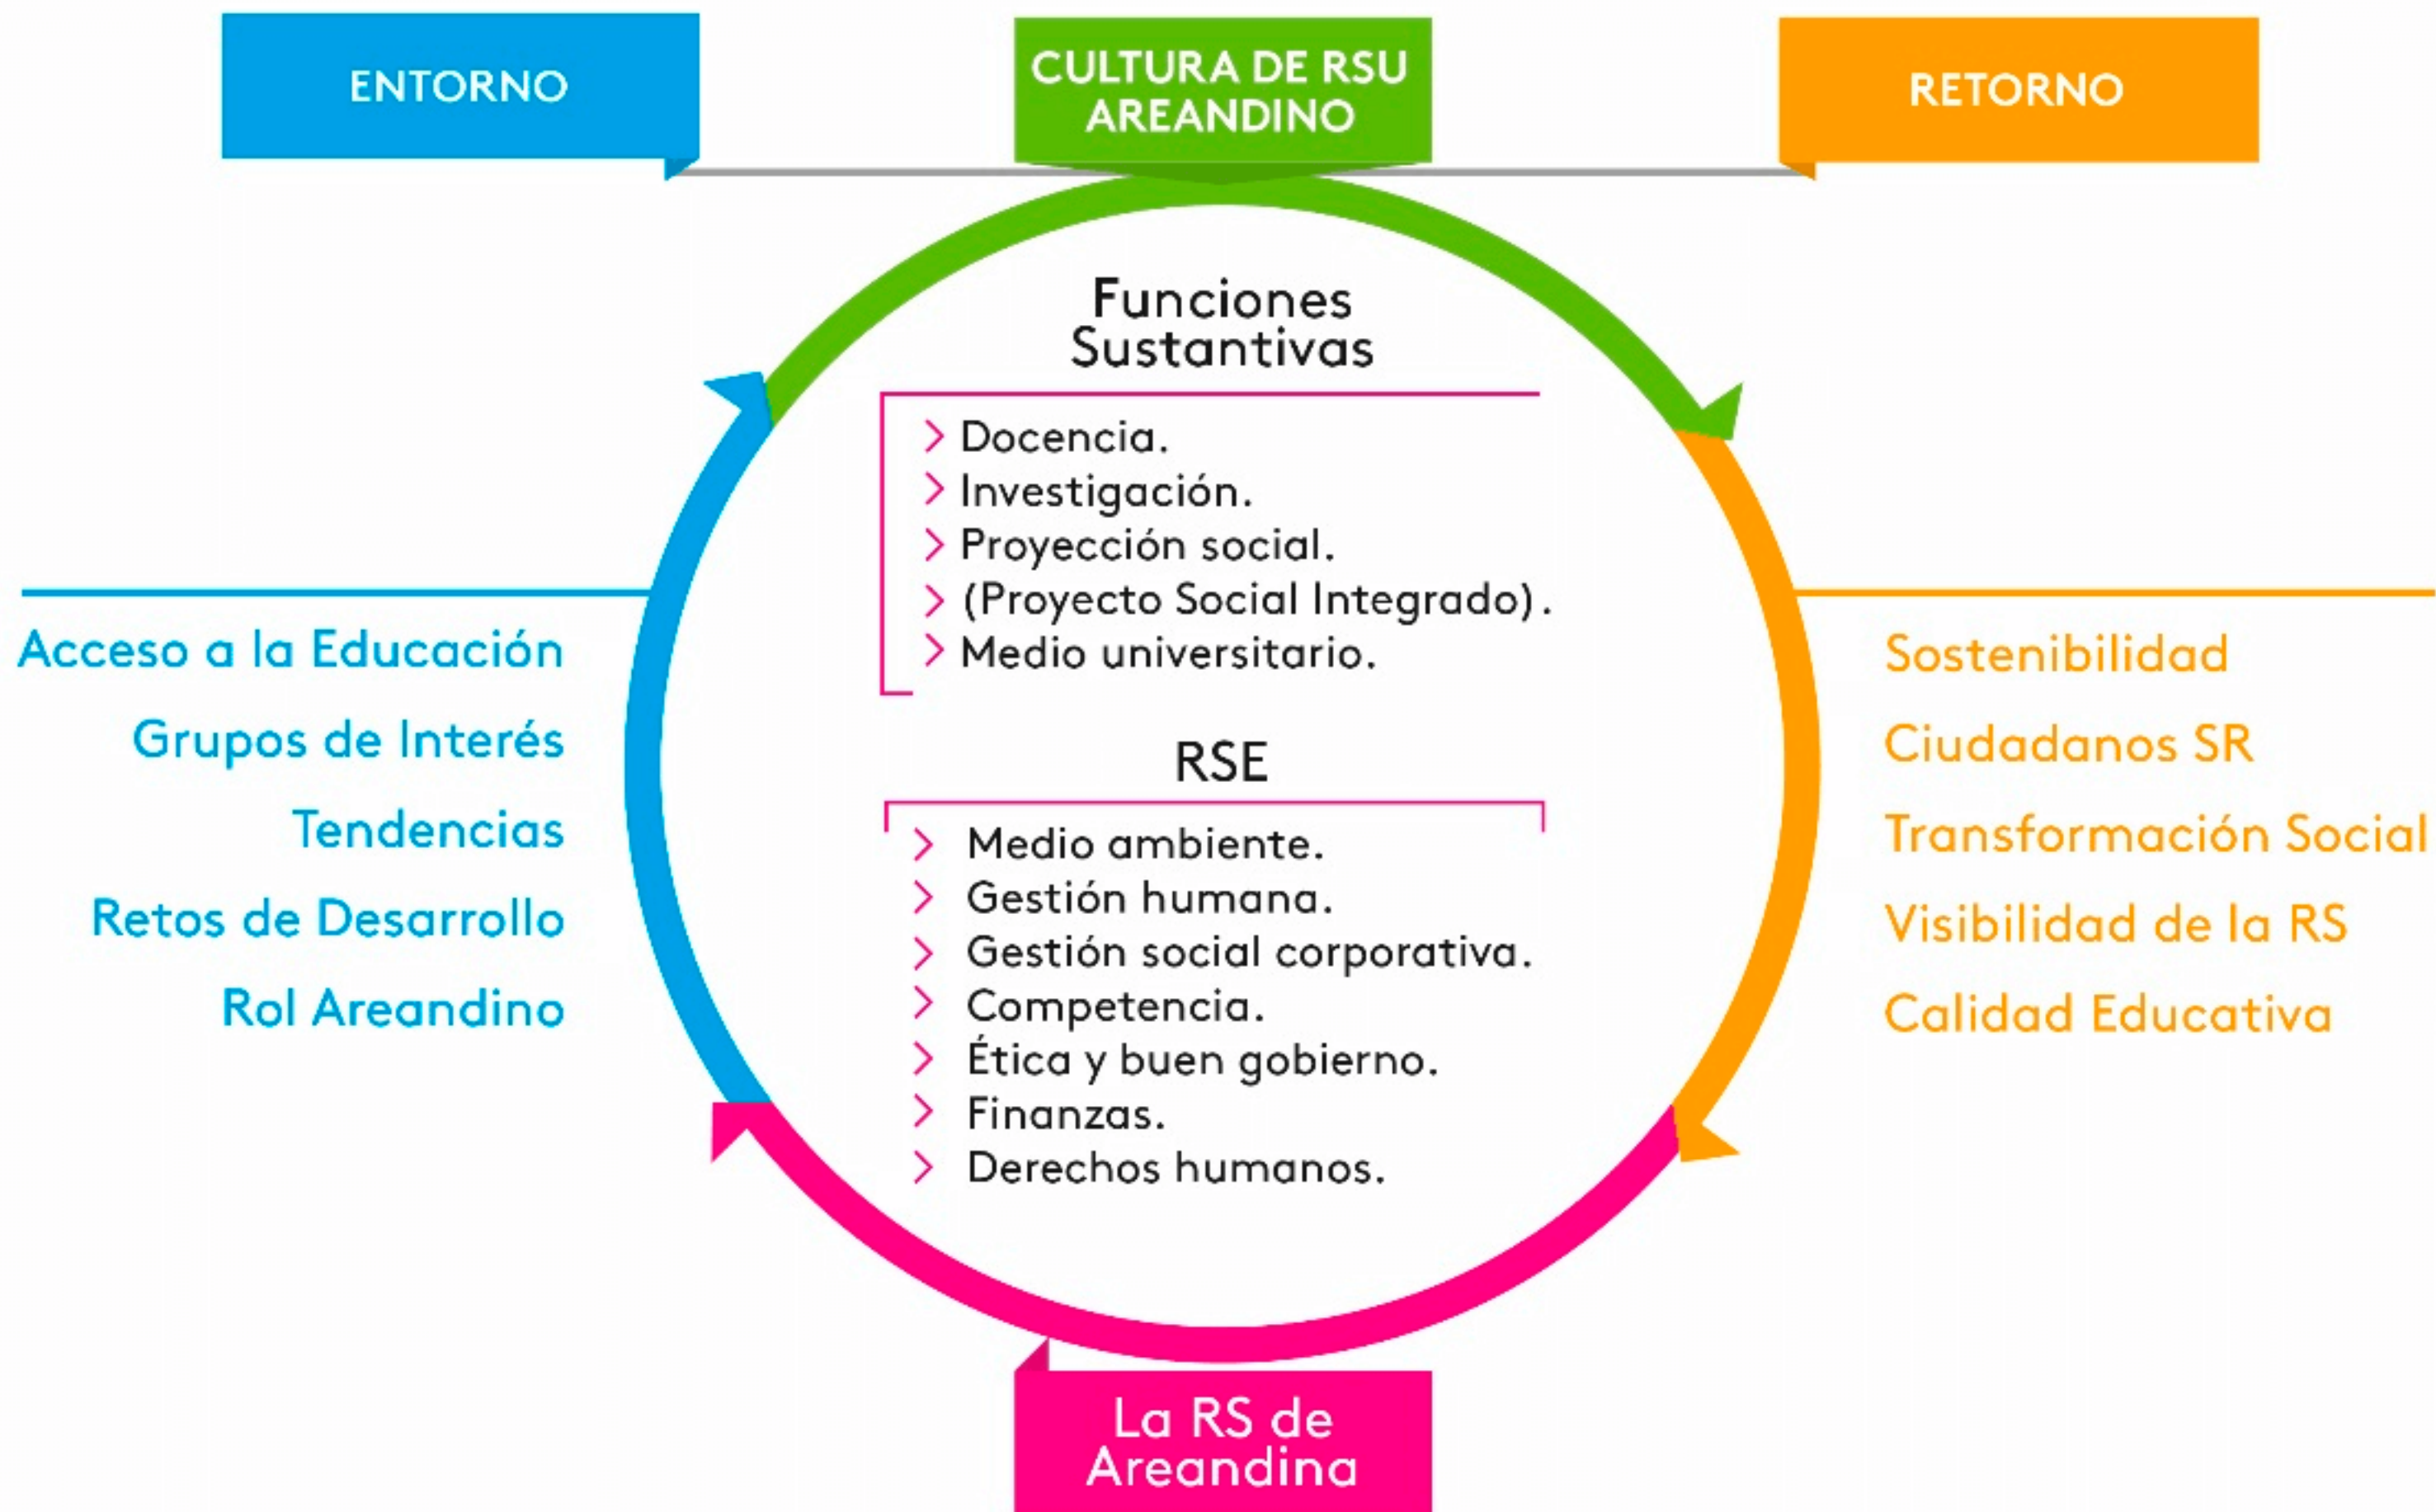 ENTORNO
CULTURA DE RSU
AREANDINO
RETORNO
Funciones
Sustantivas
> Docencia.
> Investigación.
> Proyección social.
> (Proyecto Social Integrado).
> Medio universitario.
RSE
> Medio ambiente.
> Gestión humana.
> Gestión social corporativa.
> Competencia.
> Ética y buen gobierno.
> Finanzas.
> Derechos humanos.
Acceso a la Educación
Grupos de Interés
Tendencias
Retos de Desarrollo
Rol Areandino
Sostenibilidad
Ciudadanos SR
Transformación Social
Visibilidad de la RS
Calidad Educativa
La RS de
Areandina